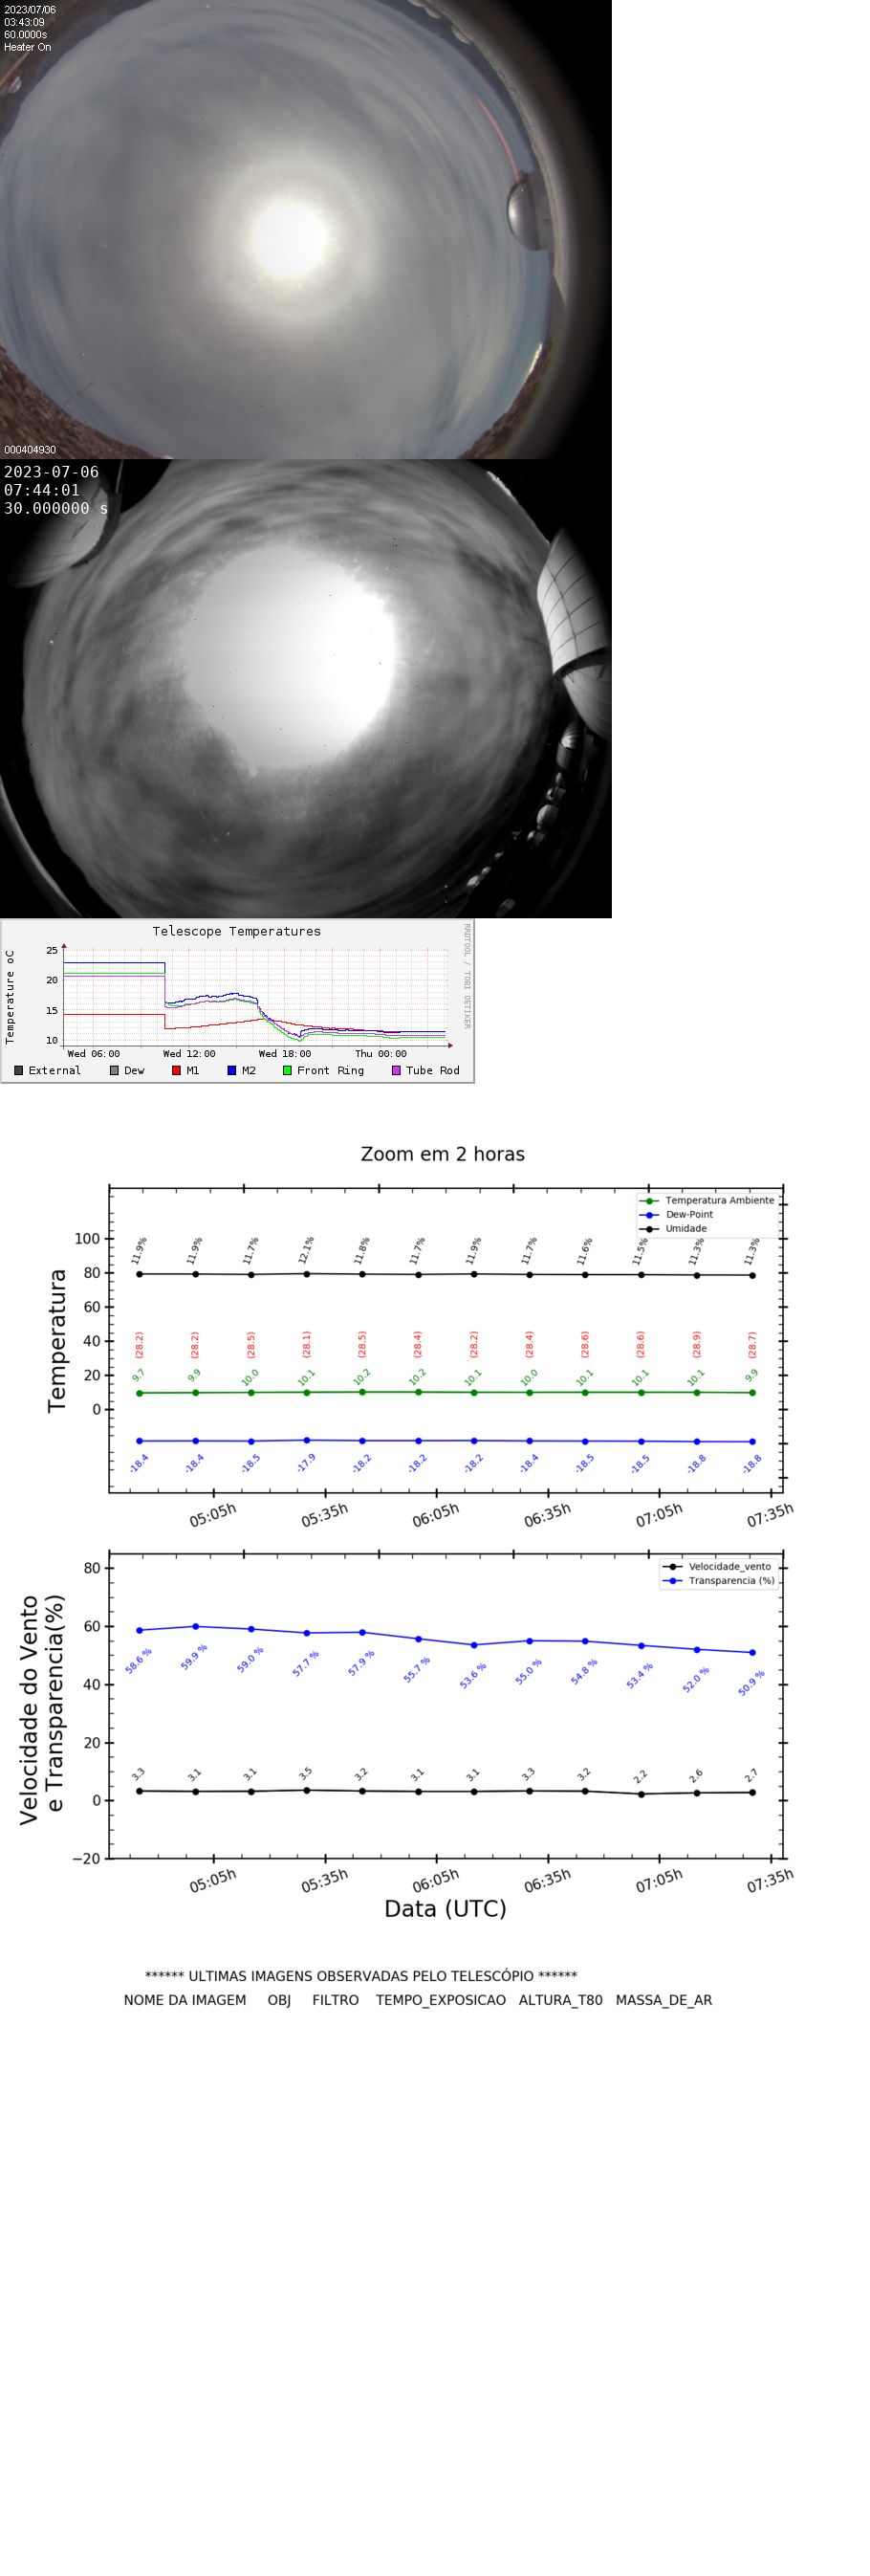 2023/07/06
03:43:09
60.0000s
Heater On
000404930
2023-07-06
07:44:01
30.000000 s
Telescope Temperatures
RRDTOOL / TOBI OETIKER
Temperature oC
25
20
15
10
Wed 06:00 Wed 12:00 Wed 18:00 Thu 00:00
External Dew M1 M2 Front Ring Tube Rod
Zoom em 2 horas
Temperatura Ambiente
Dew-Point
Umidade
Temperatura
100
80
60
40
20
0
11.9% 11.9% 11.7% 12.1% 11.8% 11.7% 11.9% 11.7% 11.6% 11.5% 11.3% 11.3%
(28.2) (28.2) (28.5) (28.1) (28.5) (28.4) (28.2) (28.4) (28.6) (28.6) (28.9) (28.7)
9.7 9.9 10.0 10.1 10.2 10.2 10.1 10.0 10.1 10.1 10.1 9.9
-18.4 -18.4 -18.5 -17.9 -18.2 -18.2 -18.2 -18.4 -18.5 -18.5 -18.8 -18.8
05:05h 05:35h 06:05h 06:35h 07:05h 07:35h
Velocidade_vento
Transparencia (%)
Velocidade do Vento
e Transparencia(%)
80
60
40
20
0
−20
58.6 % 59.9 % 59.0 % 57.7 % 57.9 % 55.7 % 53.6 % 55.0 % 54.8 % 53.4 % 52.0 % 50.9 %
3.3 3.1 3.1 3.5 3.2 3.1 3.1 3.3 3.2 2.2 2.6 2.7
05:05h 05:35h 06:05h 06:35h 07:05h 07:35h
Data (UTC)
****** ULTIMAS IMAGENS OBSERVADAS PELO TELESCÓPIO ******
NOME DA IMAGEM OBJ FILTRO TEMPO_EXPOSICAO ALTURA_T80 MASSA_DE_AR